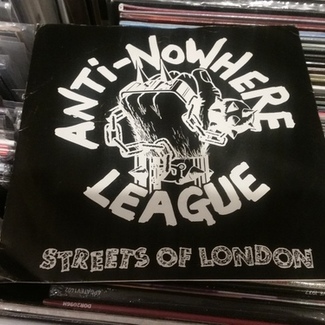 ANTi-NOWHERE
LEAGUE
STREETS OF LONDON